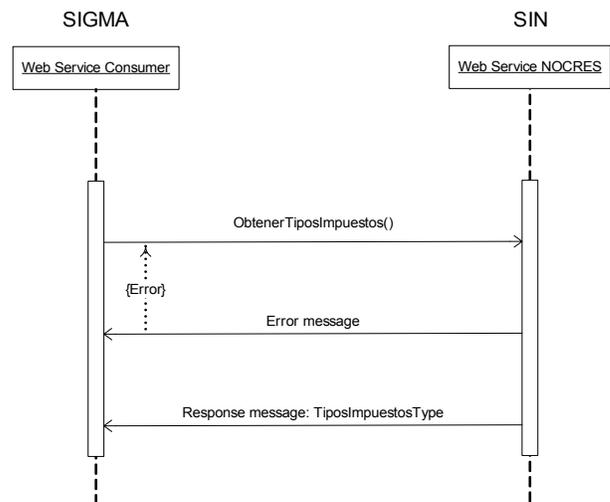 SIGMA
SIN
Web Service Consumer
Web Service NOCRES
ObtenerTiposImpuestos()
{Error}
Error message
Response message: TiposImpuestosType